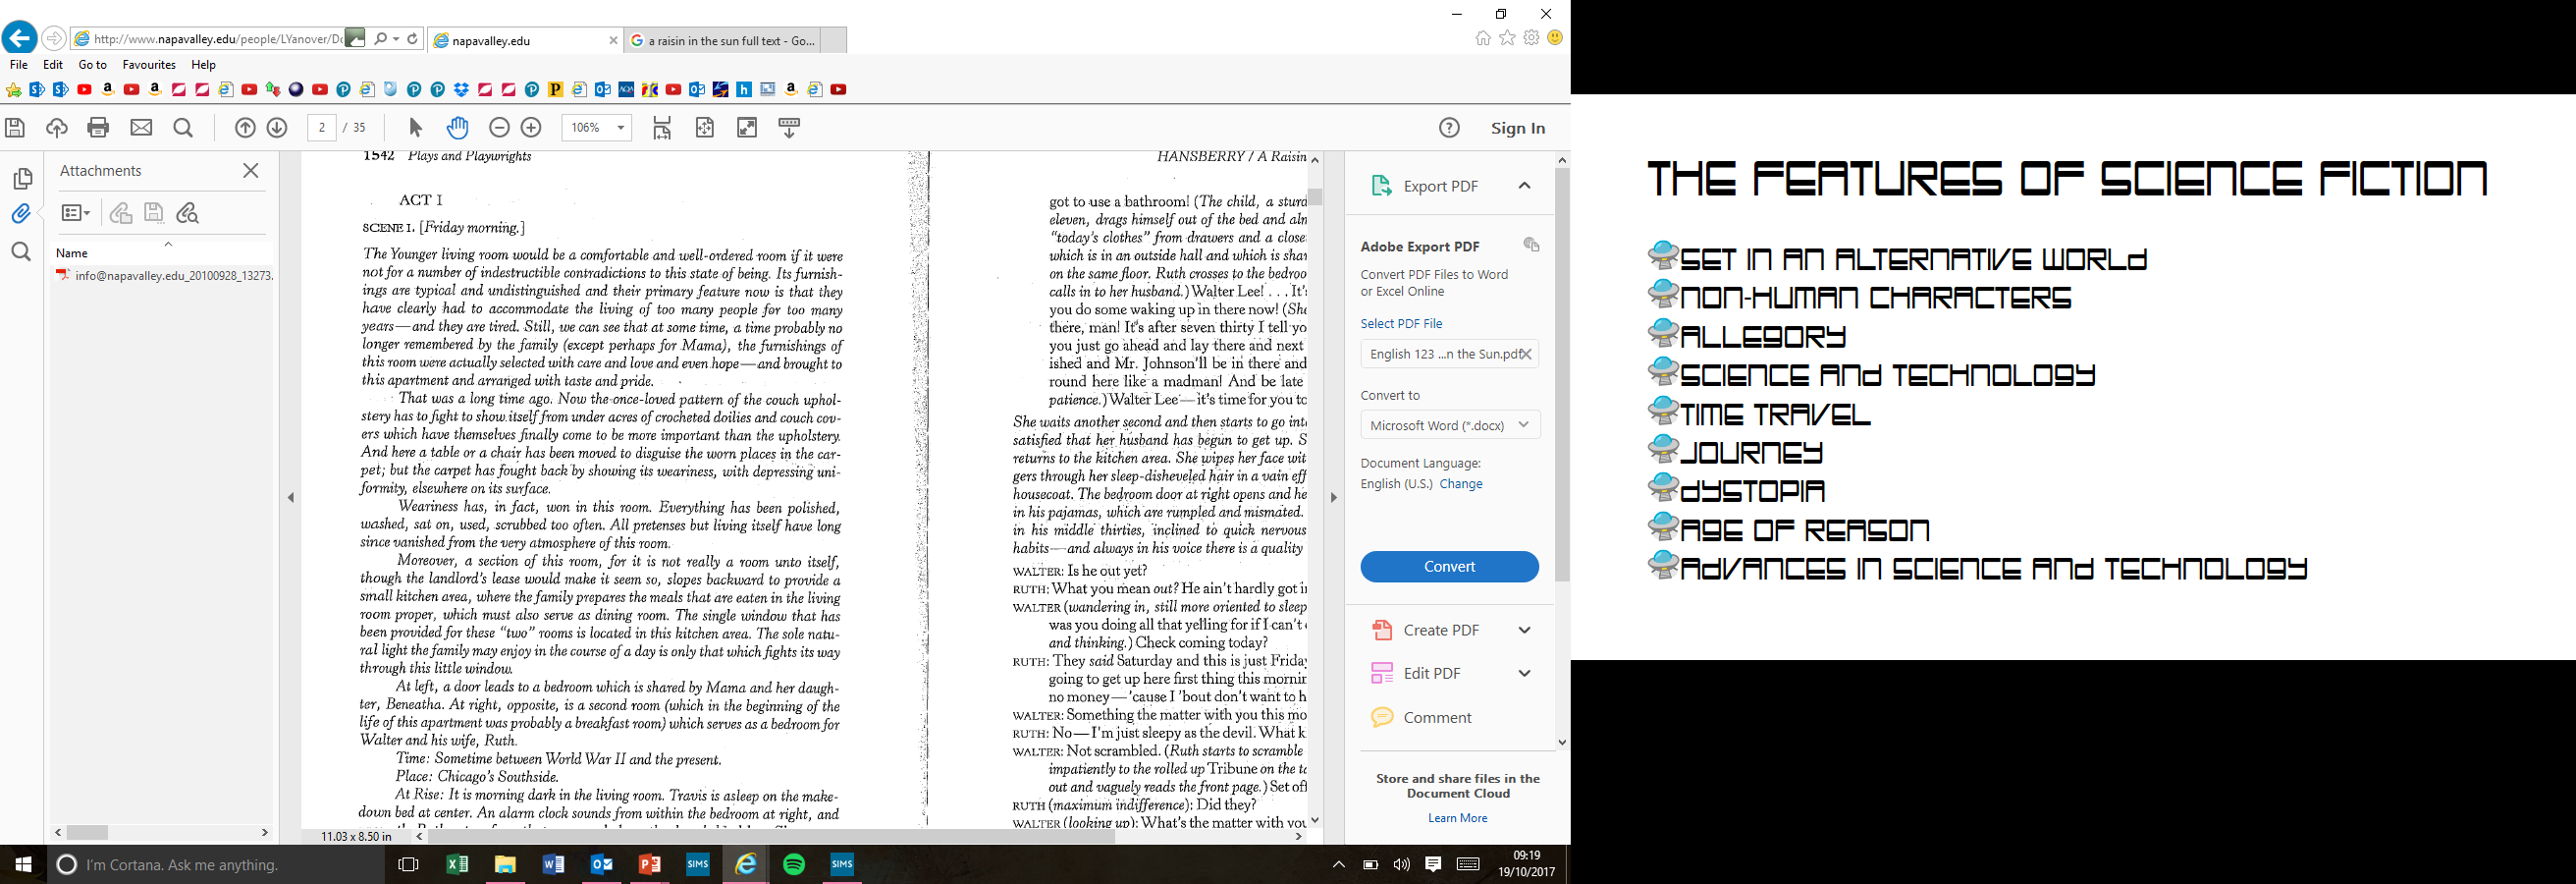 http://www.napavalley.edu/people/LYanover/Do
napavalley.edu
a raisin in the sun full text - Go...
File Edit Go to Favourites Help
2 / 35
106%
Sign In
Attachments
Name
info@napavalley.edu_20100928_13273.
1542 Plays and Playwrights
ACT I
SCENE I. [Friday morning.]
The Younger living room would be a comfortable and well-ordered room if it were
not for a number of indestructible contradictions to this state of being. Its furnish-
ings are typical and undistinguished and their primary feature now is that they
have clearly had to accommodate the living of too many people for too many
years—and they are tired. Still, we can see that at some time, a time probably no
longer remembered by the family (except perhaps for Mama), the furnishings of
this room were actually selected with care and love and even hope—and brought to
this apartment and arranged with taste and pride.
That was a long time ago. Now the once-loved pattern of the couch uphol-
stery has to fight to show itself from under acres of crocheted doilies and couch cov-
ers which have themselves finally come to be more important than the upholstery.
And here a table or a chair has been moved to disguise the worn places in the car-
pet; but the carpet has fought back by showing its weariness, with depressing uni-
formity, elsewhere on its surface.
Weariness has, in fact, won in this room. Everything has been polished,
washed, sat on, used, scrubbed too often. All pretenses but living itself have long
since vanished from the very atmosphere of this room.
Moreover, a section of this room, for it is not really a room unto itself,
though the landlord's lease would make it seem so, slopes backward to provide a
small kitchen area, where the family prepares the meals that are eaten in the living
room proper, which must also serve as dining room. The single window that has
been provided for these "two" rooms is located in this kitchen area. The sole natu-
ral light the family may enjoy in the course of a day is only that which fights its way
through this little window.
At left, a door leads to a bedroom which is shared by Mama and her daugh-
ter, Beneatha. At right, opposite, is a second room (which in the beginning of the
life of this apartment was probably a breakfast room) which serves as a bedroom for
Walter and his wife, Ruth.
Time: Sometime between World War II and the present.
Place: Chicago's Southside.
At Rise: It is morning dark in the living room. Travis is asleep on the make-
down bed at center. An alarm clock sounds from within the bedroom at right, and
HANSBERRY / A Raisin
got to use a bathroom! (The child, a sturd
eleven, drags himself out of the bed and alm
"today's clothes" from drawers and a close
which is in an outside hall and which is shar
on the same floor. Ruth crosses to the bedroo
calls in to her husband.) Walter Lee! . . . It's
you do some waking up in there now! (She
there, man! It's after seven thirty I tell yo
you just go ahead and lay there and next
ished and Mr. Johnson'll be in there and
round here like a madman! And be late
patience.) Walter Lee—it's time for you to
She waits another second and then starts to go int
satisfied that her husband has begun to get up. S
returns to the kitchen area. She wipes her face wit
gers through her sleep-disheveled hair in a vain eff
housecoat. The bedroom door at right opens and he
in his pajamas, which are rumpled and mismated.
in his middle thirties, inclined to quick nervous
habits—and always in his voice there is a quality
WALTER: Is he out yet?
RUTH: What you mean out? He ain't hardly got i
WALTER (wandering in, still more oriented to sleep
was you doing all that yelling for if I can't
and thinking.) Check coming today?
RUTH: They said Saturday and this is just Friday
going to get up here first thing this mornin
no money—'cause I 'bout don't want to h
WALTER: Something the matter with you this mo
RUTH: No—I'm just sleepy as the devil. What k
WALTER: Not scrambled. (Ruth starts to scramble
impatiently to the rolled up Tribune on the ta
out and vaguely reads the front page.) Set off
RUTH (maximum indifference): Did they?
WALTER (looking up): What's the matter with you
11.03 x 8.50 in
Export PDF
Adobe Export PDF
Convert PDF Files to Word
or Excel Online
Select PDF File
English 123 ...n the Sun.pdf
Convert to
Microsoft Word (*.docx)
Document Language:
English (U.S.) Change
Convert
Create PDF
Edit PDF
Comment
Store and share files in the
Document Cloud
Learn More
I'm Cortana. Ask me anything.
SIMS
SIMS
09:19
19/10/2017
THE FEATURES OF SCIENCE FICTION
SET IN AN ALTERNATIVE WORLd
NON-HUMAN CHARACTERS
ALLEGORY
SCIENCE ANd TECHNOLOGY
TIME TRAVEL
JOURNEY
dYSTOPIA
AGE OF REASON
AdVANCES IN SCIENCE ANd TECHNOLOGY